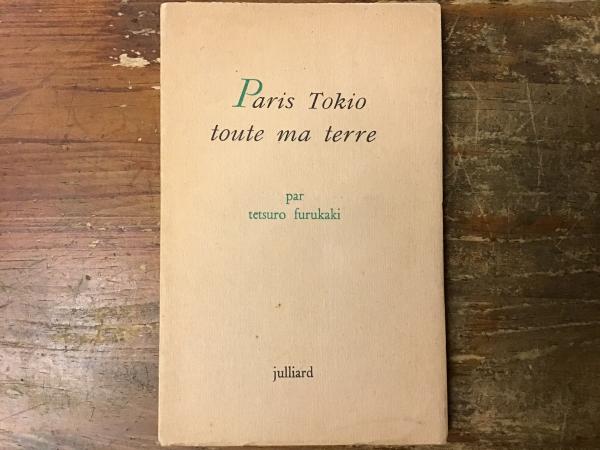 Paris Tokio
toute ma terre
par
tetsuro furukaki
julliard